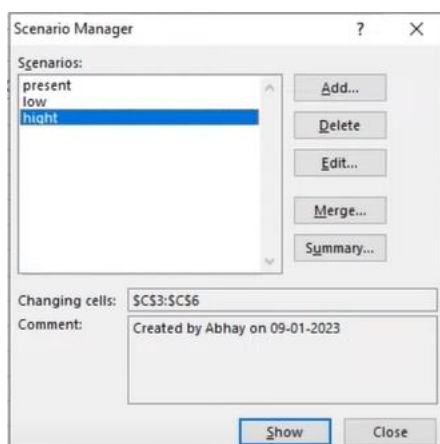 Scenario Manager ? ×
Scenarios:
present
low
hight
Add...
Delete
Edit...
Merge...
Summary...
Changing cells: $C$3:$C$6
Comment: Created by Abhay on 09-01-2023
Show Close